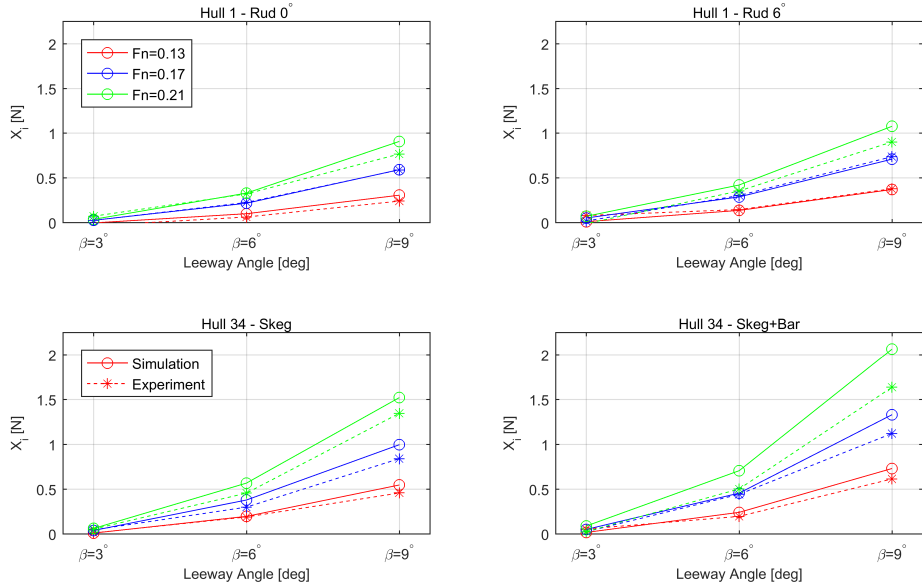 Hull 1 - Rud 0°
2
1.5
1
0.5
0
X_i [N]
Fn=0.13
Fn=0.17
Fn=0.21
β=3°
β=6°
β=9°
Leeway Angle [deg]
Hull 1 - Rud 6°
2
1.5
1
0.5
0
X_i [N]
β=3°
β=6°
β=9°
Leeway Angle [deg]
Hull 34 - Skeg
2
1.5
1
0.5
0
X_i [N]
Simulation
Experiment
β=3°
β=6°
β=9°
Leeway Angle [deg]
Hull 34 - Skeg+Bar
2
1.5
1
0.5
0
X_i [N]
β=3°
β=6°
β=9°
Leeway Angle [deg]